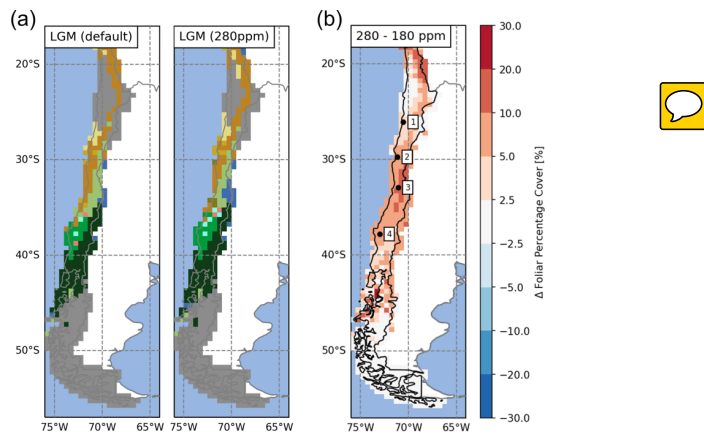 (a)
LGM (default)
LGM (280ppm)
(b)
280 - 180 ppm
20°S
30°S
40°S
50°S
75°W
70°W
65°W
75°W
70°W
65°W
75°W
70°W
65°W
1
2
3
4
30.0
20.0
10.0
5.0
2.5
−2.5
−5.0
−10.0
−20.0
−30.0
Δ Foliar Percentage Cover [%]
20°S
30°S
40°S
50°S